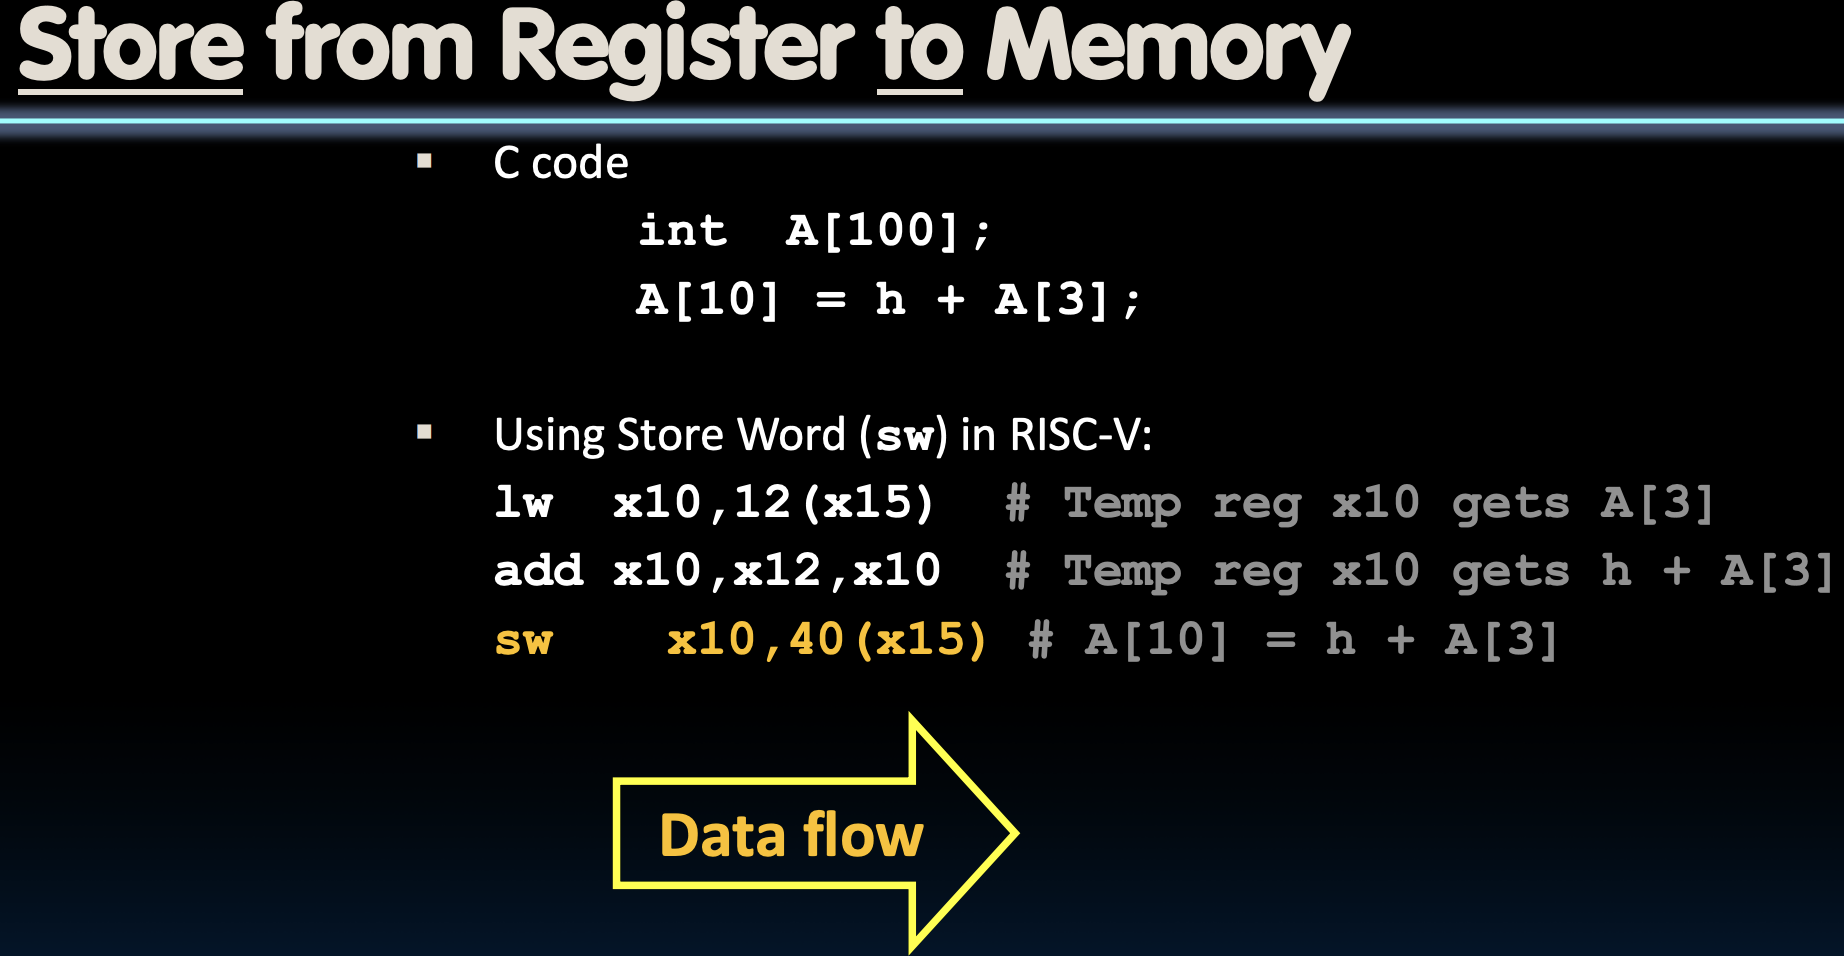 Store from Register to Memory
▪ C code
int  A[100];
A[10] = h + A[3];
▪ Using Store Word (sw) in RISC-V:
lw  x10,12(x15)  # Temp reg x10 gets A[3]
add x10,x12,x10  # Temp reg x10 gets h + A[3]
sw    x10,40(x15) # A[10] = h + A[3]
Data flow